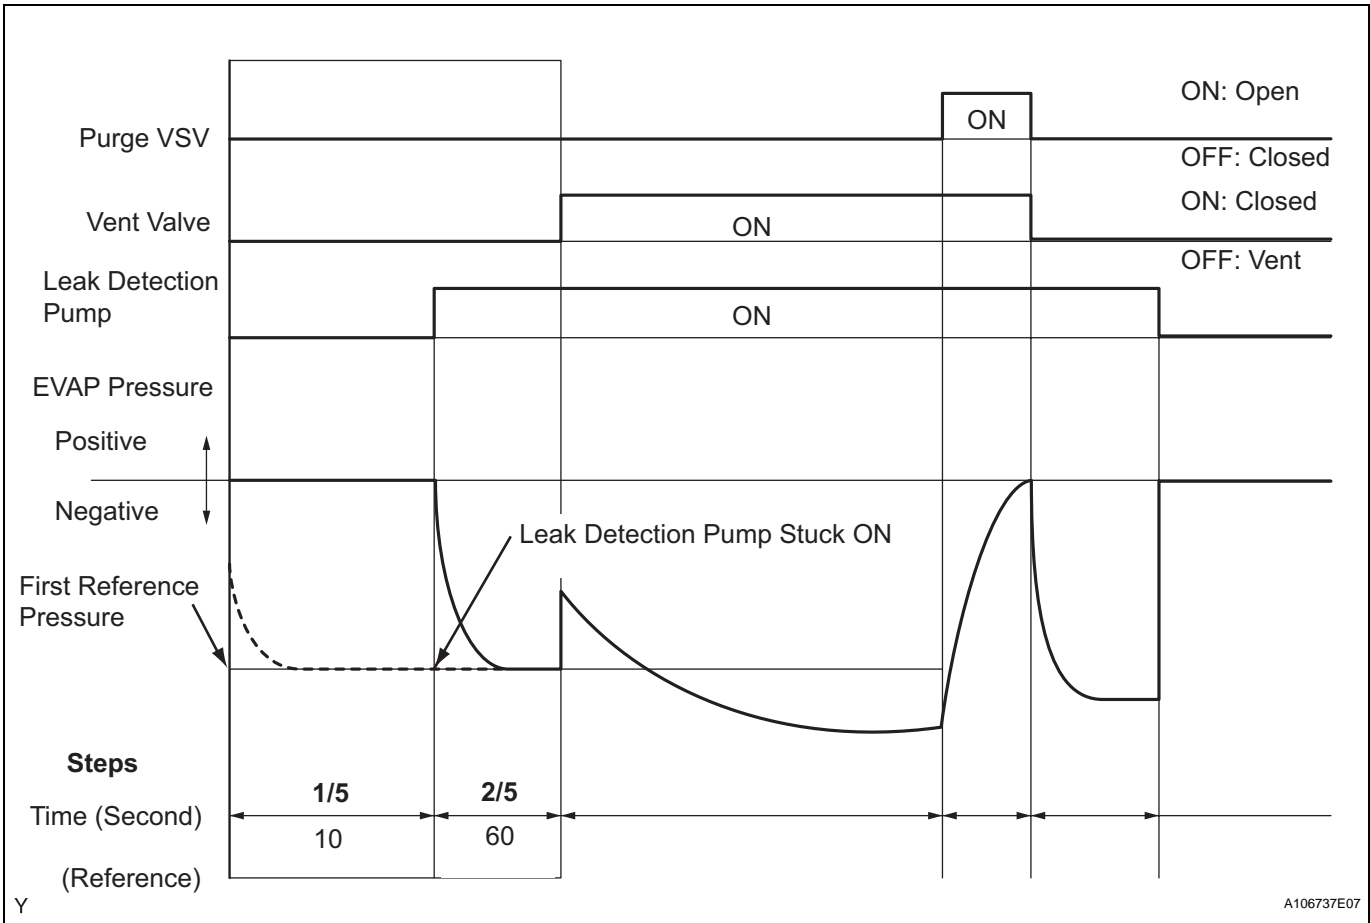 ON: Open
Purge VSV
ON
OFF: Closed
ON: Closed
Vent Valve
ON
OFF: Vent
Leak Detection
Pump
ON
EVAP Pressure
Positive
Negative
Leak Detection Pump Stuck ON
First Reference
Pressure
Steps
1/5
2/5
Time (Second)
10
60
(Reference)
Y
A106737E07